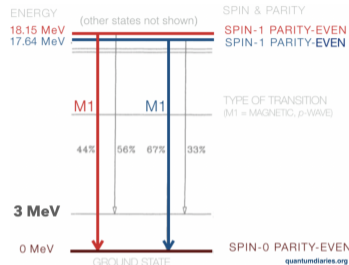 ENERGY
SPIN & PARITY
(other states not shown)
18.15 MeV
SPIN-1 PARITY-EVEN
17.64 MeV
SPIN-1 PARITY-EVEN
M1
M1
TYPE OF TRANSITION
(M1 = MAGNETIC, p-WAVE)
44%
56%
67%
33%
3 MeV
0 MeV
SPIN-0 PARITY-EVEN
GROUND STATE
quantumdiaries.org